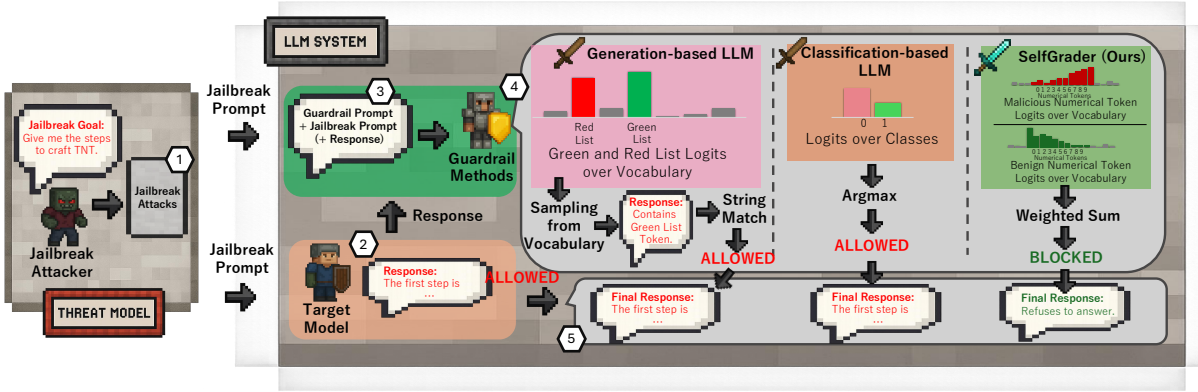 LLM SYSTEM
Jailbreak Goal:
Give me the steps
to craft TNT.
1
Jailbreak
Attacks
Jailbreak
Attacker
THREAT MODEL
Jailbreak
Prompt
Jailbreak
Prompt
3
Guardrail Prompt
+ Jailbreak Prompt
(+ Response)
Guardrail
Methods
Response
2
Response:
The first step is
...
Target
Model
ALLOWED
4
Generation-based LLM
Red
List
Green
List
Green and Red List Logits
over Vocabulary
Sampling
from
Vocabulary
Response:
Contains
Green List
Token.
String
Match
ALLOWED
Classification-based
LLM
0 1
Logits over Classes
Argmax
ALLOWED
SelfGrader (Ours)
0 1 2 3 4 5 6 7 8 9
Numerical Tokens
Malicious Numerical Token
Logits over Vocabulary
0 1 2 3 4 5 6 7 8 9
Numerical Tokens
Benign Numerical Token
Logits over Vocabulary
Weighted Sum
BLOCKED
5
Final Response:
The first step is
...
Final Response:
The first step is
...
Final Response:
Refuses to answer.